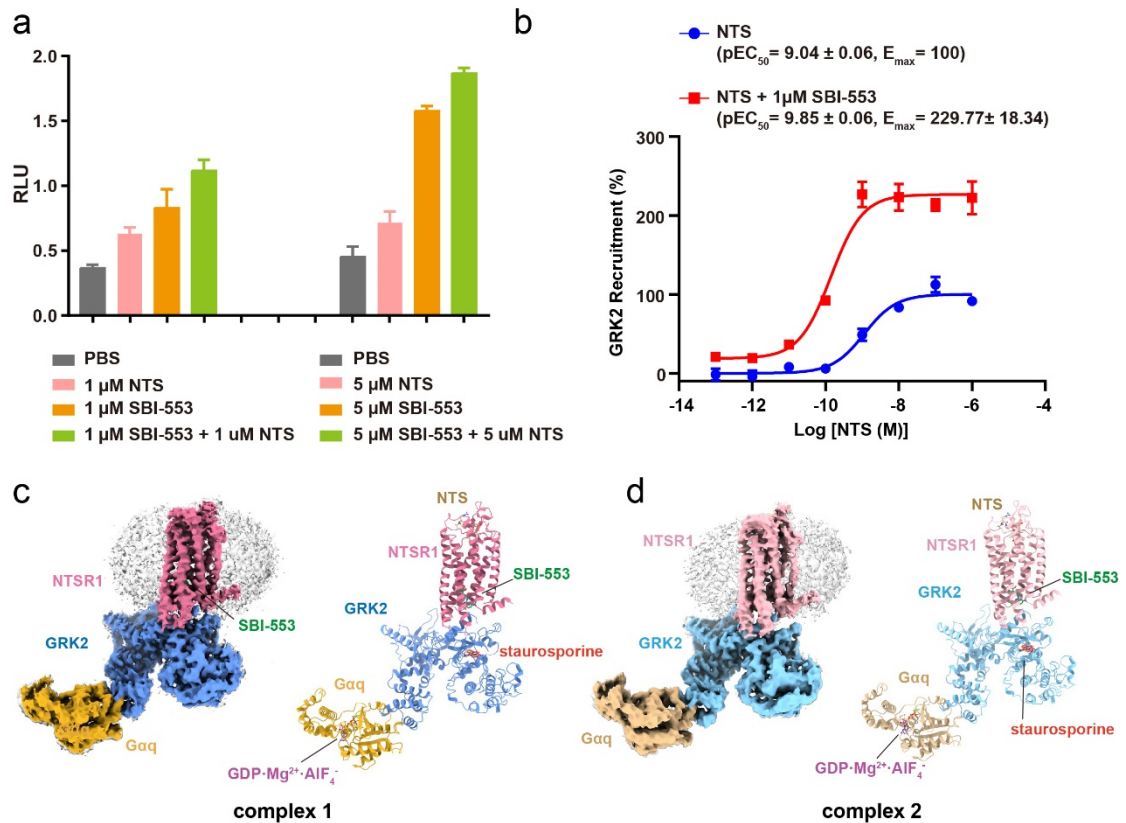 a
2.0
1.5
1.0
0.5
0.0
RLU
PBS
1 µM NTS
1 µM SBI-553
1 µM SBI-553 + 1 uM NTS
PBS
5 µM NTS
5 µM SBI-553
5 µM SBI-553 + 5 uM NTS
b
NTS
(pEC50= 9.04 ± 0.06, Emax= 100)
NTS + 1µM SBI-553
(pEC50= 9.85 ± 0.06, Emax= 229.77± 18.34)
300
200
100
0
GRK2 Recruitment (%)
-14 -12 -10 -8 -6 -4
Log [NTS (M)]
c
NTSR1
SBI-553
GRK2
Gαq
NTS
NTSR1
SBI-553
GRK2
staurosporine
Gαq
GDP·Mg2+·AlF4-
complex 1
d
NTSR1
GRK2
Gαq
NTS
NTSR1
SBI-553
GRK2
Gαq
staurosporine
GDP·Mg2+·AlF4-
complex 2